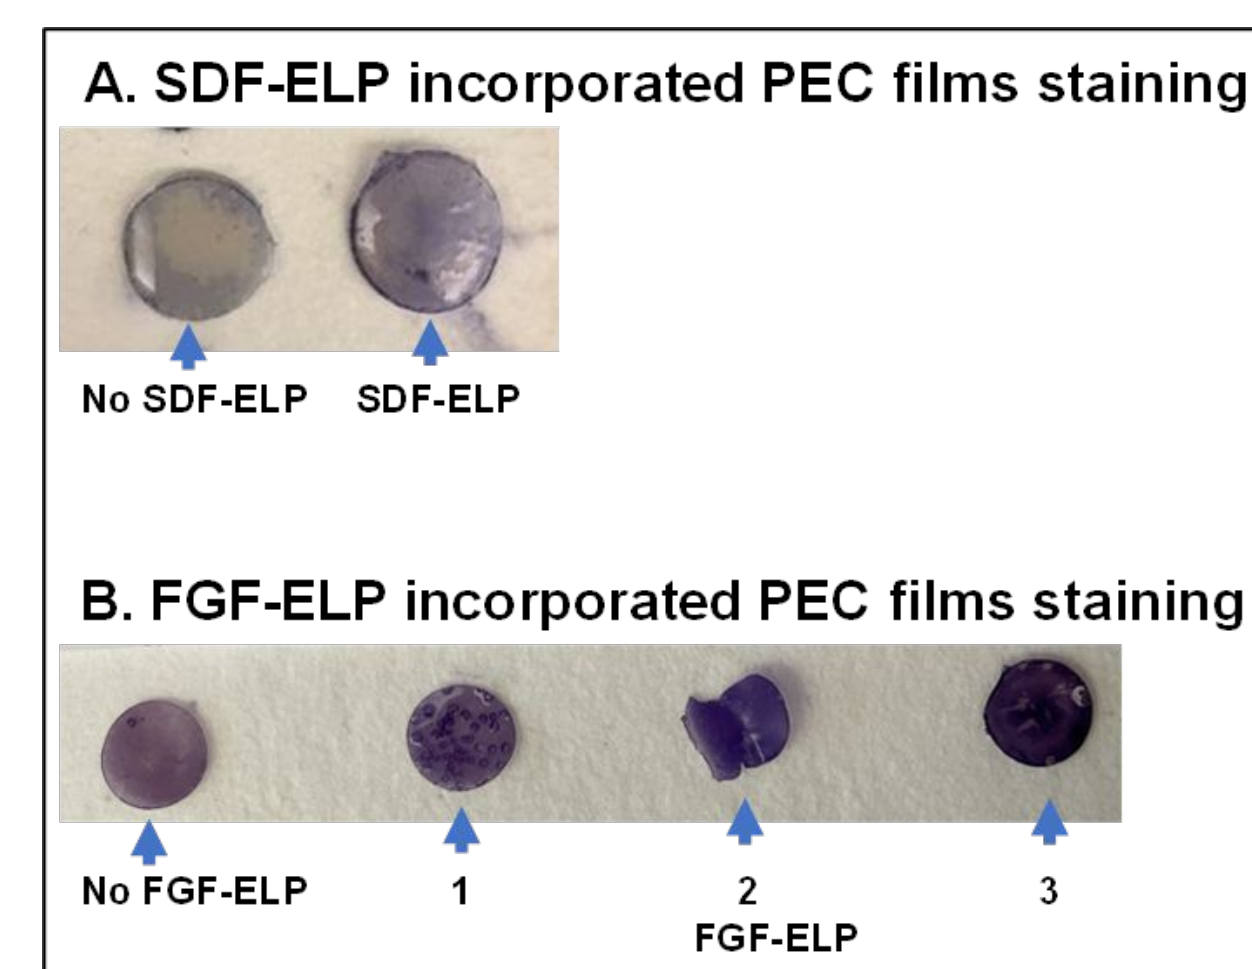 A. SDF-ELP incorporated PEC films staining
No SDF-ELP SDF-ELP
B. FGF-ELP incorporated PEC films staining
No FGF-ELP 1 2 3
FGF-ELP